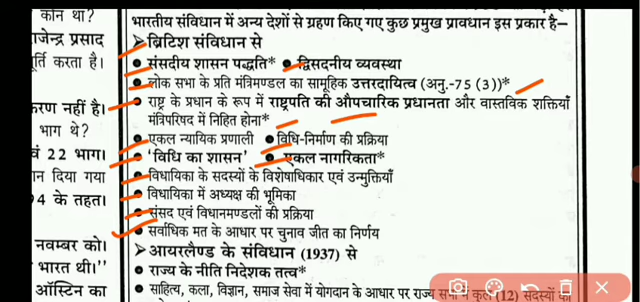 कौन था?
राजेन्द्र प्रसाद
पूर्ति करता है।
करण नहीं है।
भाग थे?
वं 22 भाग।
ान दिया गया
4 के तहत।
नवम्बर को।
भारत थी।''
ऑस्टिन का
भारतीय संविधान में अन्य देशों से ग्रहण किए गए कुछ प्रमुख प्रावधान इस प्रकार है–
➤ब्रिटिश संविधान से
● संसदीय शासन पद्धति* ● द्विसदनीय व्यवस्था
● लोक सभा के प्रति मंत्रिमण्डल का सामूहिक उत्तरदायित्व (अनु.-75 (3))*
● राष्ट्र के प्रधान के रूप में राष्ट्रपति की औपचारिक प्रधानता और वास्तविक शक्तियाँ
मंत्रिपरिषद में निहित होना*
● एकल न्यायिक प्रणाली ● विधि-निर्माण की प्रक्रिया
● 'विधि का शासन' ● एकल नागरिकता*
● विधायिका के सदस्यों के विशेषाधिकार एवं उन्मुक्तियाँ
● विधायिका में अध्यक्ष की भूमिका
● संसद एवं विधानमण्डलों की प्रक्रिया
● सर्वाधिक मत के आधार पर चुनाव जीत का निर्णय
➤आयरलैण्ड के संविधान (1937) से
● राज्य के नीति निदेशक तत्व*
● साहित्य, कला, विज्ञान, समाज सेवा में योगदान के आधार पर राज्य सभा में कुल (12) सदस्यों का